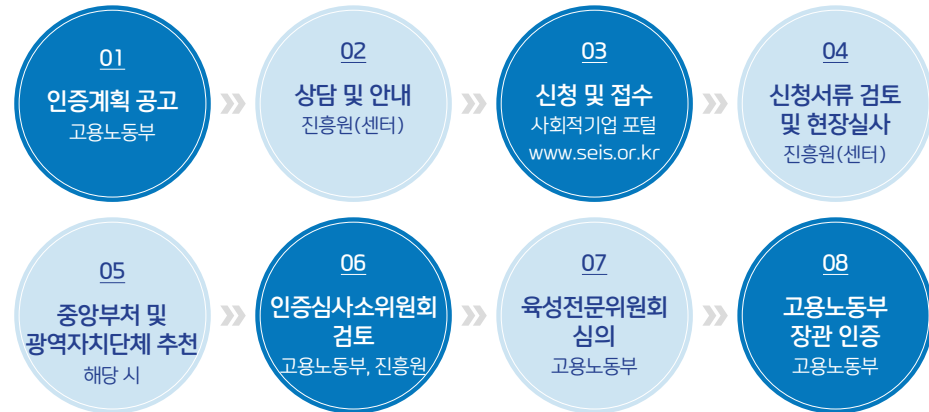 01
인증계획 공고
고용노동부
02
상담 및 안내
진흥원(센터)
03
신청 및 접수
사회적기업 포털
www.seis.or.kr
04
신청서류 검토
및 현장실사
진흥원(센터)
05
중앙부처 및
광역자치단체 추천
해당 시
06
인증심사소위원회
검토
고용노동부, 진흥원
07
육성전문위원회
심의
고용노동부
08
고용노동부
장관 인증
고용노동부